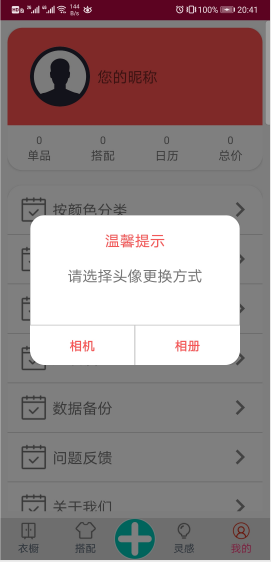 144
B/s
100%
20:41
您的昵称
0 0 0 0
单品 搭配 日历 总价
按颜色分类
温馨提示
请选择头像更换方式
相机 相册
数据备份
问题反馈
关于我们
衣橱 搭配 灵感 我的